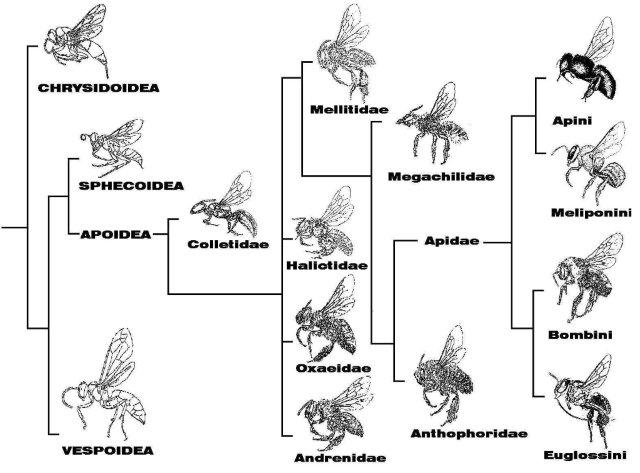 CHRYSIDOIDEA
SPHECOIDEA
APOIDEA
VESPOIDEA
Colletidae
Mellitidae
Halictidae
Oxaeidae
Andrenidae
Megachilidae
Apidae
Anthophoridae
Apini
Meliponini
Bombini
Euglossini